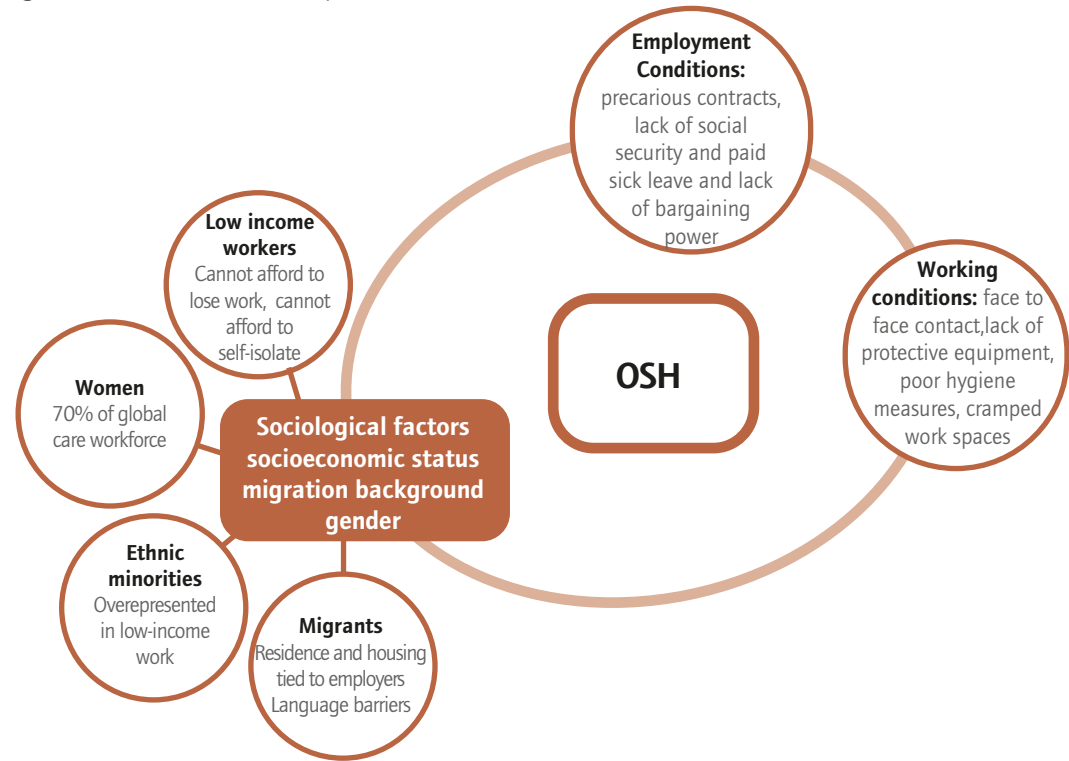 Employment
Conditions:
precarious contracts,
lack of social
security and paid
sick leave and lack
of bargaining
power
Working
conditions: face to
face contact,lack of
protective equipment,
poor hygiene
measures, cramped
work spaces
OSH
Low income
workers
Cannot afford to
lose work, cannot
afford to
self-isolate
Women
70% of global
care workforce
Sociological factors
socioeconomic status
migration background
gender
Ethnic
minorities
Overepresented
in low-income
work
Migrants
Residence and housing
tied to employers
Language barriers